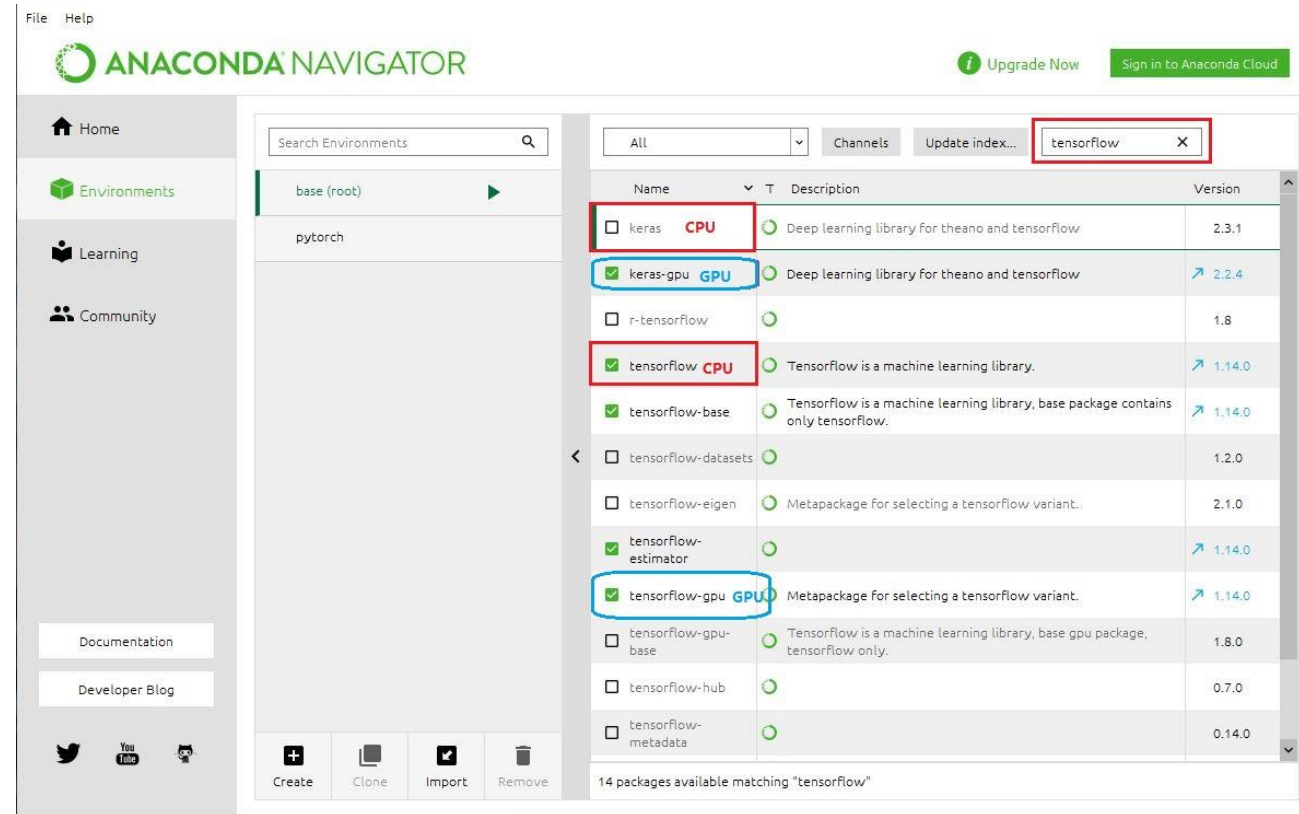 File Help
ANACONDA NAVIGATOR
Upgrade Now
Sign in to Anaconda Cloud
Home
Environments
Learning
Community
Documentation
Developer Blog
You
Tube
Search Environments
base (root)
pytorch
Create Clone Import Remove
All
Channels
Update index...
tensorflow X
Name T Description Version
keras CPU Deep learning library for theano and tensorflow 2.3.1
keras-gpu GPU Deep learning library for theano and tensorflow 2.2.4
r-tensorflow 1.8
tensorflow CPU Tensorflow is a machine learning library. 1.14.0
tensorflow-base Tensorflow is a machine learning library, base package contains
only tensorflow. 1.14.0
tensorflow-datasets 1.2.0
tensorflow-eigen Metapackage for selecting a tensorflow variant. 2.1.0
tensorflow-
estimator 1.14.0
tensorflow-gpu GPU Metapackage for selecting a tensorflow variant. 1.14.0
tensorflow-gpu-
base Tensorflow is a machine learning library, base gpu package,
tensorflow only. 1.8.0
tensorflow-hub 0.7.0
tensorflow-
metadata 0.14.0
14 packages available matching "tensorflow"